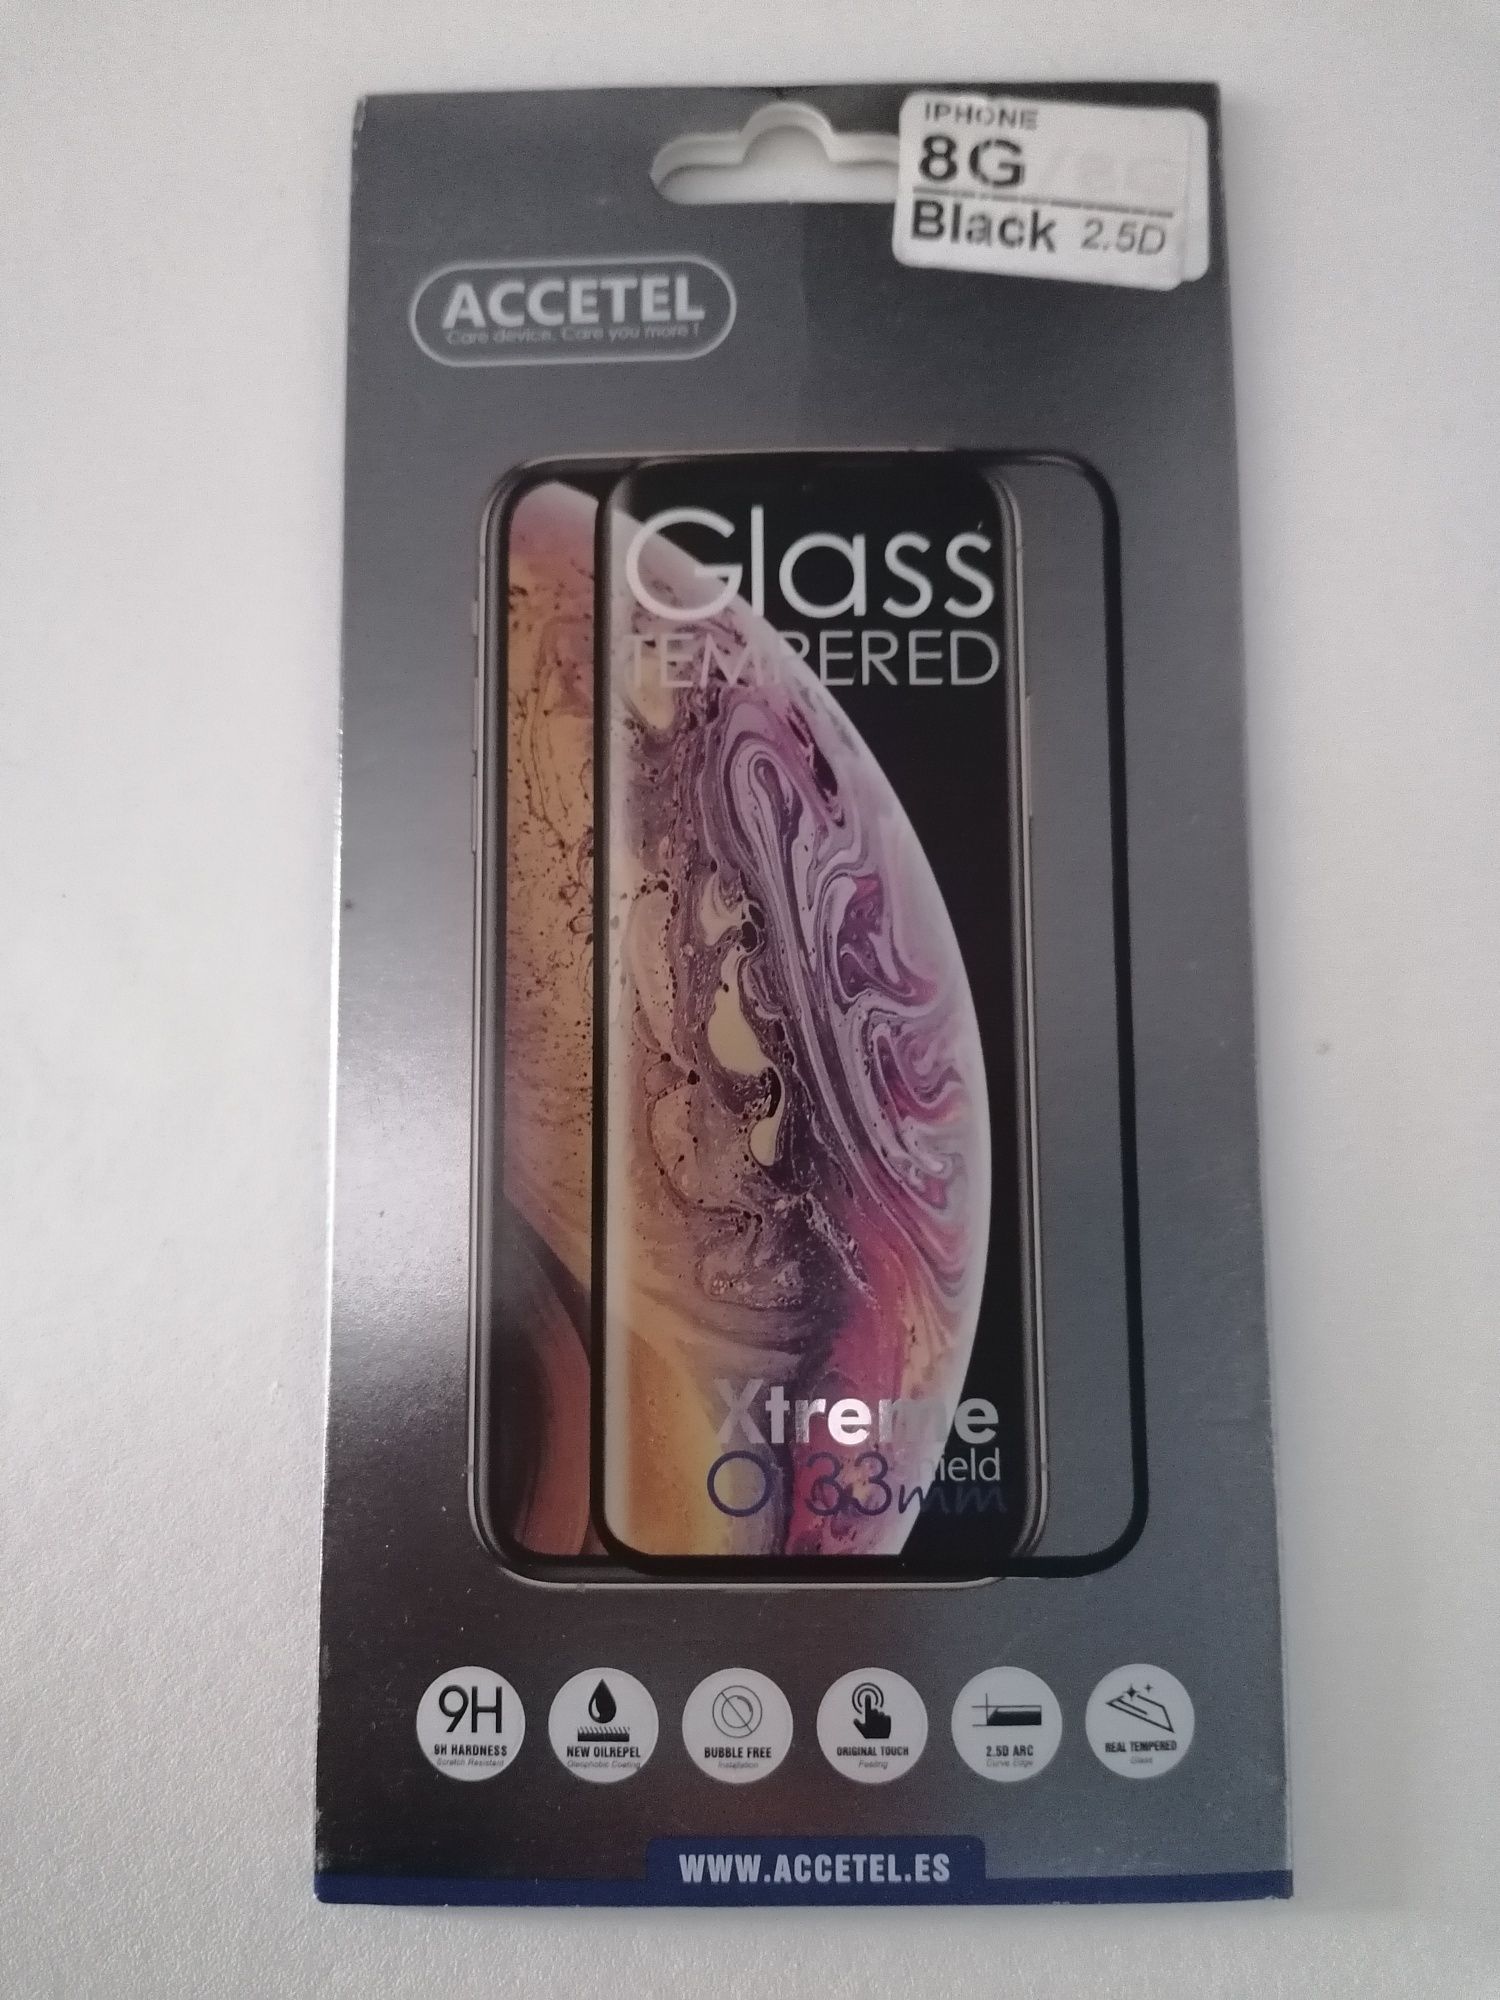 IPHONE
8G
Black 2.5D
ACCETEL
Care device. Care you more !
Glass
TEMPERED
Xtreme
0.33mm
9H
9H HARDNESS
Scratch Resistant
NEW OILREPEL
Oleophobic Coating
BUBBLE FREE
Installation
ORIGINAL TOUCH
Feeling
2.5D ARC
Curve Edge
REAL TEMPERED
Glass
WWW.ACCETEL.ES